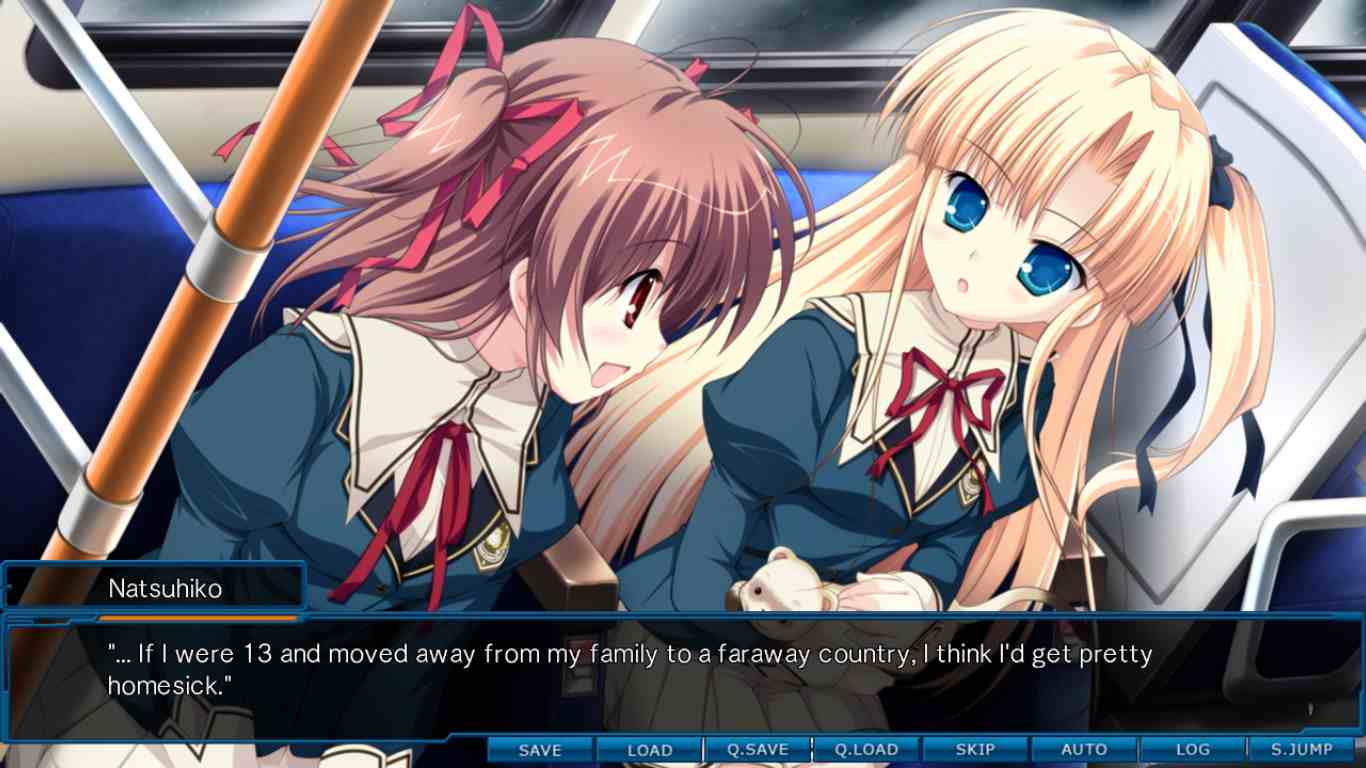 Natsuhiko
"... If I were 13 and moved away from my family to a faraway country, I think I'd get pretty
homesick."
SAVE LOAD Q.SAVE Q.LOAD SKIP AUTO LOG S.JUMP